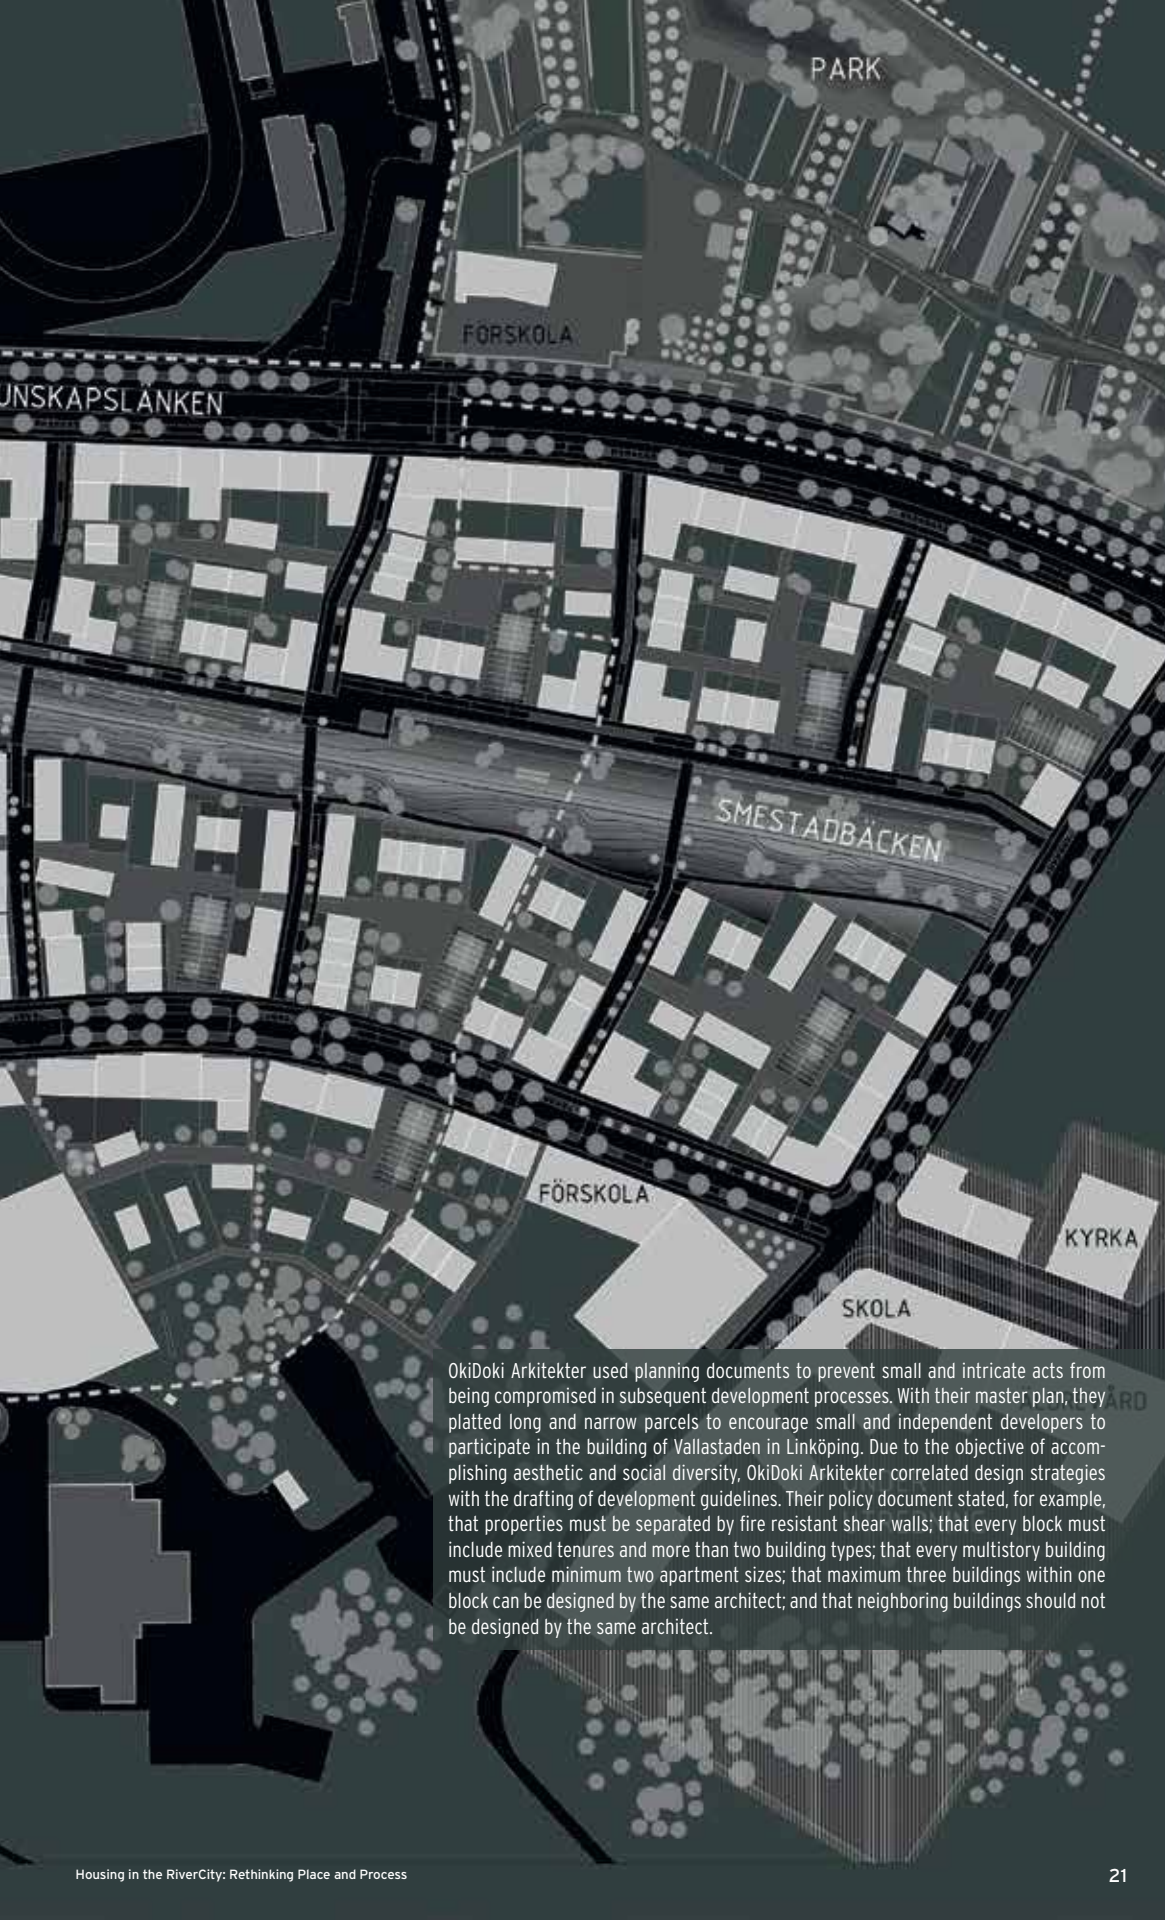 PARK
FÖRSKOLA
UNSKAPSLÄNKEN
SMESTADBÄCKEN
FÖRSKOLA
KYRKA
SKOLA
OkiDoki Arkitekter used planning documents to prevent small and intricate acts from
being compromised in subsequent development processes. With their master plan, they
platted long and narrow parcels to encourage small and independent developers to
participate in the building of Vallastaden in Linköping. Due to the objective of accom-
plishing aesthetic and social diversity, OkiDoki Arkitekter correlated design strategies
with the drafting of development guidelines. Their policy document stated, for example,
that properties must be separated by fire resistant shear walls; that every block must
include mixed tenures and more than two building types; that every multistory building
must include minimum two apartment sizes; that maximum three buildings within one
block can be designed by the same architect; and that neighboring buildings should not
be designed by the same architect.
Housing in the RiverCity: Rethinking Place and Process
21